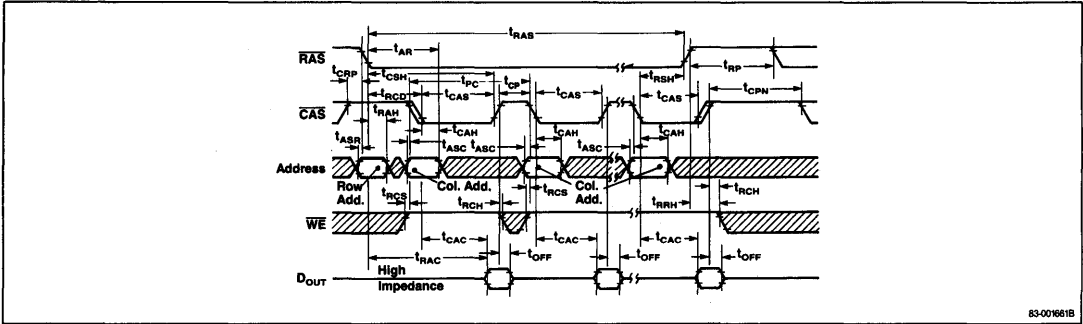 tRAS
RAS
tAR
tCRP
tCSH
tPC
tCP
tRSH
tRP
tRCD
tCAS
tCAS
tCAS
tCPN
CAS
tRAH
tCAH
tCAH
tCAH
tASR
tASC
tASC
tASC
Address
Row
Add.
Col. Add.
Col.
Add.
tRCS
tRCS
tRCH
tRCH
tRRH
WE
tCAC
tCAC
tCAC
tRAC
tOFF
tOFF
tOFF
DOUT
High
Impedance
83-001661B